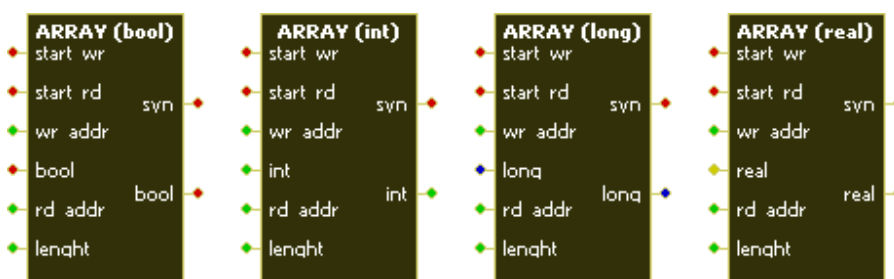 ARRAY (bool)
start wr
start rd
syn
wr addr
bool
bool
rd addr
lenght
ARRAY (int)
start wr
start rd
syn
wr addr
int
int
rd addr
lenght
ARRAY (long)
start wr
start rd
syn
wr addr
long
long
rd addr
lenght
ARRAY (real)
start wr
start rd
syn
wr addr
real
real
rd addr
lenght